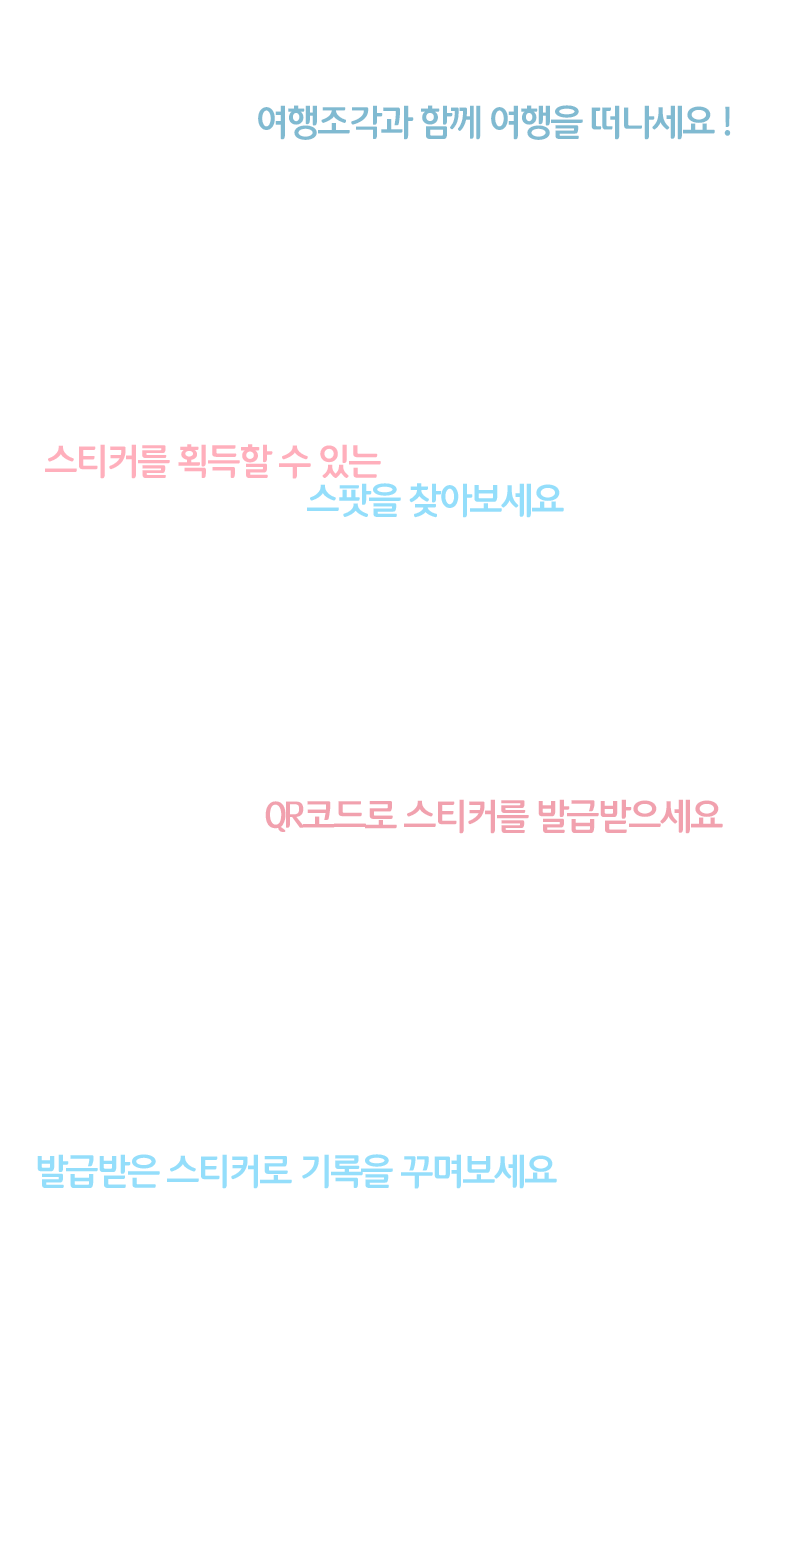 여행조각과 함께 여행을 떠나세요 !
스티커를 획득할 수 있는
스팟을 찾아보세요
QR코드로 스티커를 발급받으세요
발급받은 스티커로 기록을 꾸며보세요